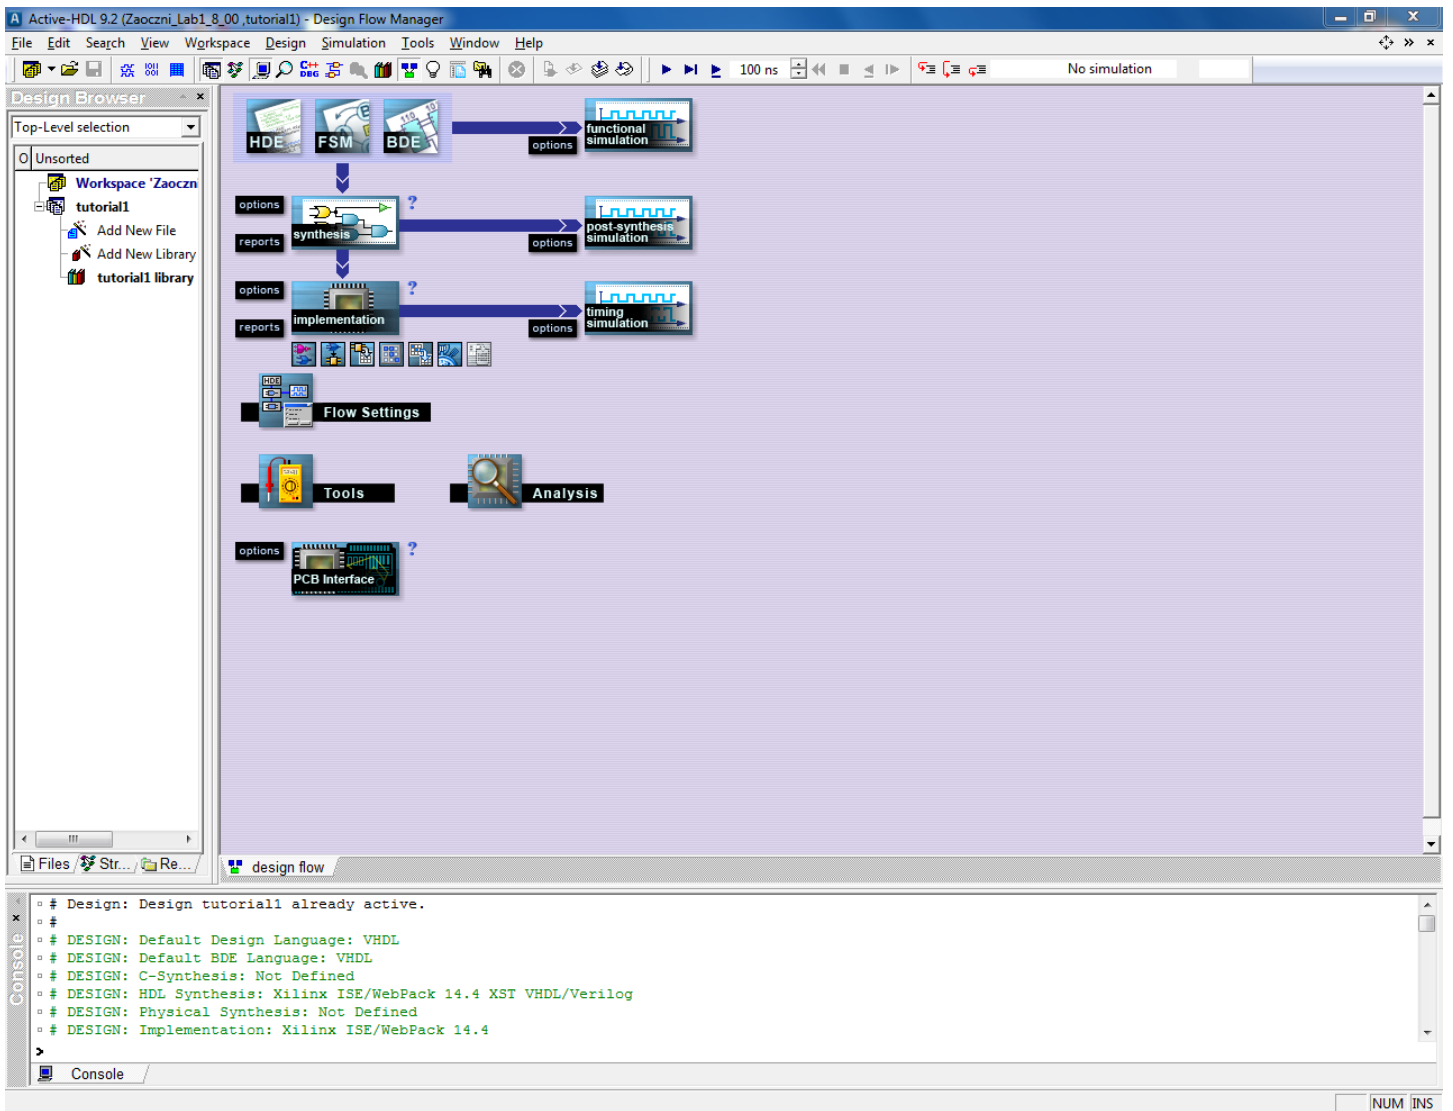 Active-HDL 9.2 (Zaoczni_Lab1_8_00 ,tutorial1) - Design Flow Manager
File Edit Search View Workspace Design Simulation Tools Window Help
100 ns No simulation
Design Browser
Top-Level selection
O Unsorted
Workspace 'Zaoczn
tutorial1
Add New File
Add New Library
tutorial1 library
Files Str... Re...
HDE FSM BDE
options
functional
simulation
options
reports
synthesis
?
options
post-synthesis
simulation
options
reports
implementation
?
options
timing
simulation
HDE
Flow Settings
Tools
Analysis
options
PCB Interface
?
design flow
# Design: Design tutorial1 already active.
#
# DESIGN: Default Design Language: VHDL
# DESIGN: Default BDE Language: VHDL
# DESIGN: C-Synthesis: Not Defined
# DESIGN: HDL Synthesis: Xilinx ISE/WebPack 14.4 XST VHDL/Verilog
# DESIGN: Physical Synthesis: Not Defined
# DESIGN: Implementation: Xilinx ISE/WebPack 14.4
>
Console
Console
NUM INS